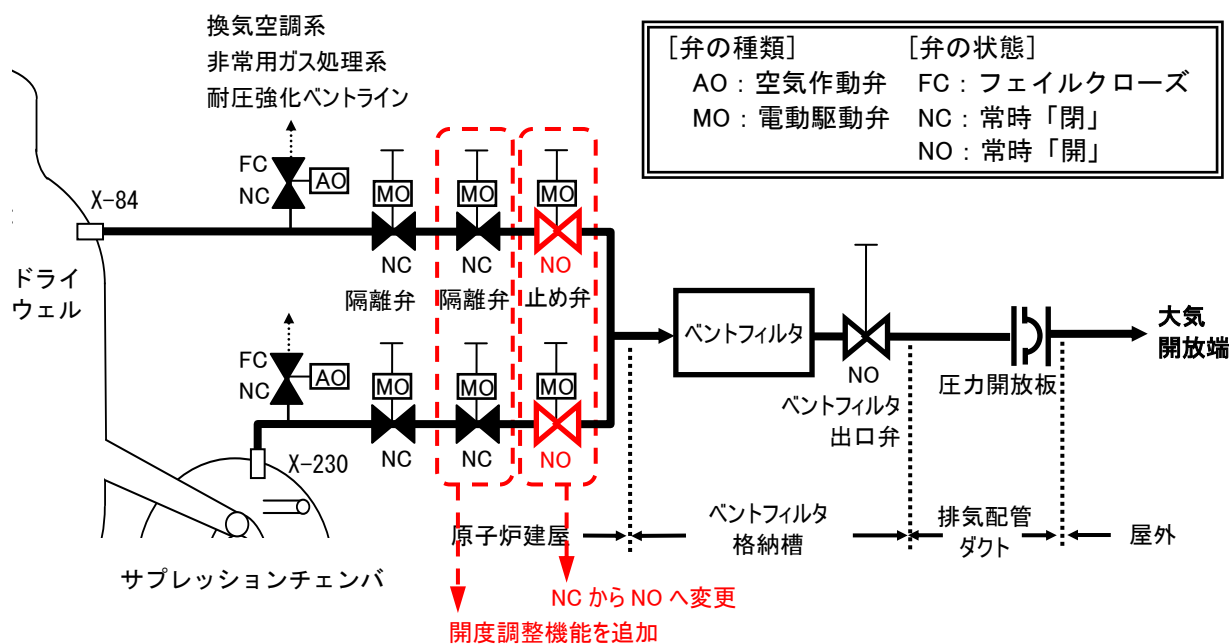 換気空調系
非常用ガス処理系
耐圧強化ベントライン
[弁の種類]
[弁の状態]
AO：空気作動弁
FC：フェイルクローズ
MO：電動駆動弁
NC：常時「閉」
NO：常時「開」
FC
NC
AO
X-84
MO
MO
MO
NC
NC
NO
隔離弁
隔離弁
止め弁
ドライ
ウェル
FC
NC
AO
MO
MO
MO
NC
NC
NO
X-230
ベントフィルタ
NO
ベントフィルタ
出口弁
圧力開放板
大気
開放端
原子炉建屋
ベントフィルタ
格納槽
排気配管
ダクト
屋外
サプレッションチェンバ
NCからNOへ変更
開度調整機能を追加